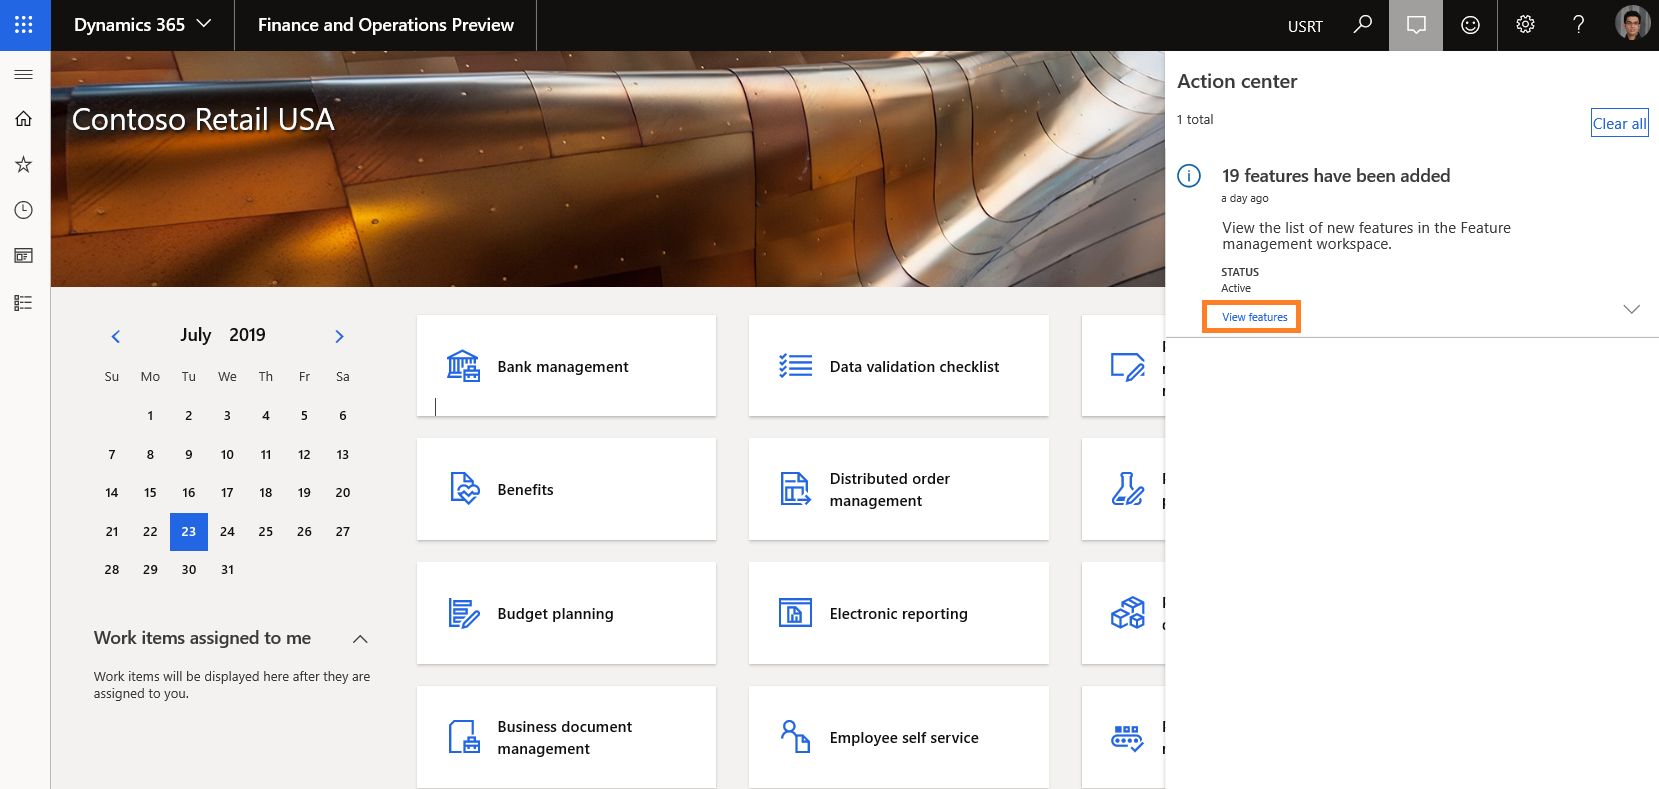 Dynamics 365
Finance and Operations Preview
USRT
Contoso Retail USA
July 2019
Su Mo Tu We Th Fr Sa
1 2 3 4 5 6
7 8 9 10 11 12 13
14 15 16 17 18 19 20
21 22 23 24 25 26 27
28 29 30 31
Work items assigned to me
Work items will be displayed here after they are
assigned to you.
Bank management
Data validation checklist
Benefits
Distributed order
management
Budget planning
Electronic reporting
Business document
management
Employee self service
Action center
1 total
Clear all
19 features have been added
a day ago
View the list of new features in the Feature
management workspace.
STATUS
Active
View features